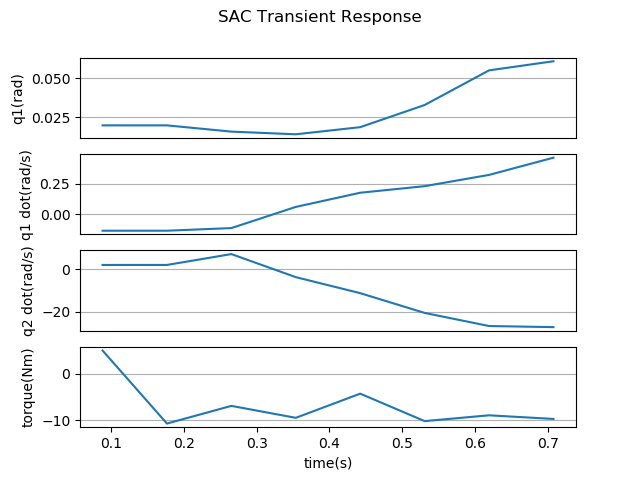 SAC Transient Response
q1(rad)
0.050
0.025
q1 dot(rad/s)
0.25
0.00
q2 dot(rad/s)
0
−20
torque(Nm)
0
−10
0.1 0.2 0.3 0.4 0.5 0.6 0.7
time(s)